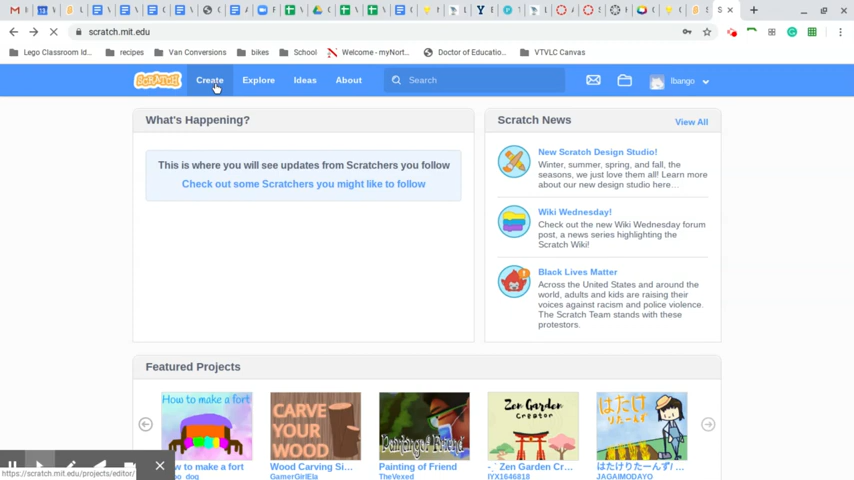 scratch.mit.edu
Lego Classroom Id... recipes Van Conversions bikes School Welcome - myNort... Doctor of Educatio... VTVLC Canvas
SCRATCH Create Explore Ideas About Search lbango
What's Happening?
This is where you will see updates from Scratchers you follow
Check out some Scratchers you might like to follow
Scratch News View All
New Scratch Design Studio!
Winter, summer, spring, and fall, the
seasons, we just love them all! Learn more
about our new design studio here…
Wiki Wednesday!
Check out the new Wiki Wednesday forum
post, a news series highlighting the
Scratch Wiki!
Black Lives Matter
Across the United States and around the
world, adults and kids are raising their
voices against racism and police violence.
The Scratch Team stands with these
protestors.
Featured Projects
How to make a fort
CARVE
YOUR
WOOD
Painting of Friend
Zen Garden
Creator
はたけ
りたーんず
ow to make a fort
Wood Carving Si...
GamerGirlEla
Painting of Friend
TheVexed
-˙ Zen Garden Cr...
IYX1646818
はたけりたーんず/ ...
JAGAIMODAYO
https://scratch.mit.edu/projects/editor/